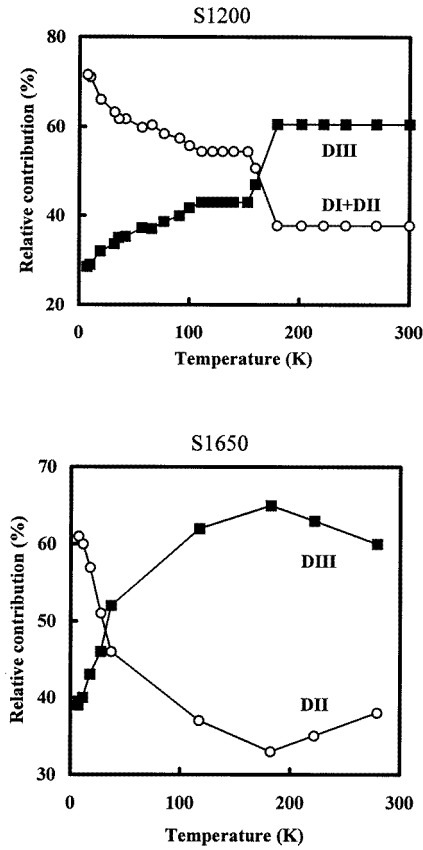 S1200
Relative contribution (%)
80
60
40
20
DIII
DI+DII
0
100
200
300
Temperature (K)
S1650
Relative contribution (%)
70
60
50
40
30
DIII
DII
0
100
200
300
Temperature (K)